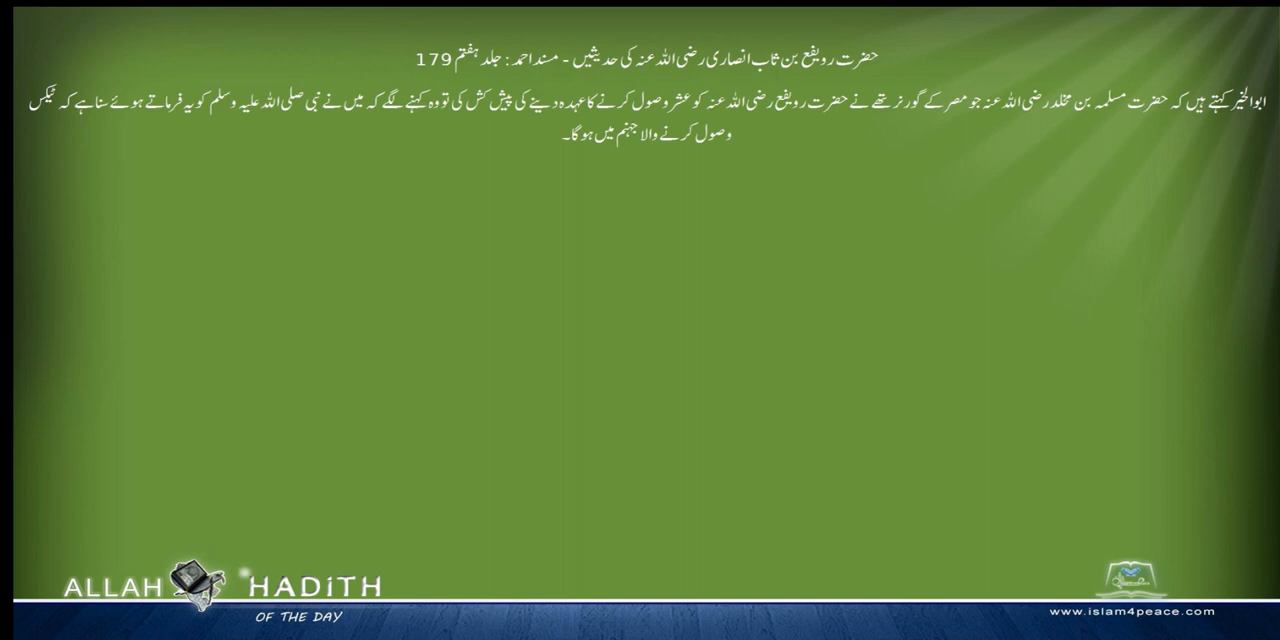 حضرت رویفع بن ثاب انصاری رضی اللہ عنہ کی حدیثیں - مسند احمد : جلد ہفتم 179
ابوالخیر کہتے ہیں کہ حضرت مسلمہ بن مخلد رضی اللہ عنہ جو مصر کے گورنر تھے نے حضرت رویفع رضی اللہ عنہ کو عشر وصول کرنے کا عہدہ دینے کی پیش کش کی تو وہ کہنے لگے کہ میں نے نبی صلی اللہ علیہ وسلم کو یہ فرماتے ہوئے سنا ہے کہ ٹیکس
وصول کرنے والا جہنم میں ہو گا۔
ALLAH HADiTH
OF THE DAY
www.islam4peace.com